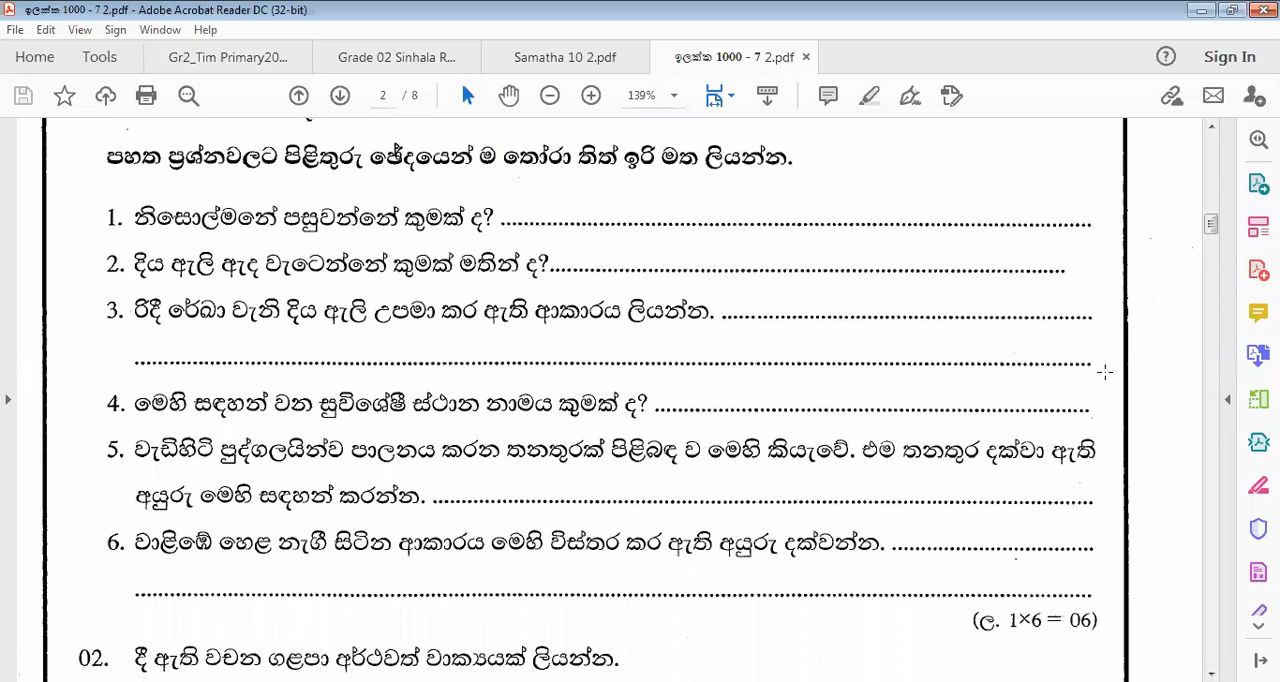 ඉලක්ක 1000 - 7 2.pdf - Adobe Acrobat Reader DC (32-bit)
File Edit View Sign Window Help
Home Tools Gr2_Tim Primary20... Grade 02 Sinhala R... Samatha 10 2.pdf ඉලක්ක 1000 - 7 2.pdf × Sign In
2 / 8 139%
පහත ප්‍රශ්නවලට පිළිතුරු ඡේදයෙන් ම තෝරා තිත් ඉරි මත ලියන්න.
1. නිසොල්මනේ පසුවන්නේ කුමක් ද? ........................................
2. දිය ඇලි ඇද වැටෙන්නේ කුමක් මතින් ද?........................................
3. රිදී රේඛා වැනි දිය ඇලි උපමා කර ඇති ආකාරය ලියන්න. ........................................
........................................
4. මෙහි සඳහන් වන සුවිශේෂී ස්ථාන නාමය කුමක් ද? ........................................
5. වැඩිහිටි පුද්ගලයින්ව පාලනය කරන තනතුරක් පිළිබඳ ව මෙහි කියැවේ. එම තනතුර දක්වා ඇති
අයුරු මෙහි සඳහන් කරන්න. ........................................
6. වාළිඹේ හෙළ නැගී සිටින ආකාරය මෙහි විස්තර කර ඇති අයුරු දක්වන්න. ..............................
........................................
(ල. 1×6 = 06)
02. දී ඇති වචන ගළපා අර්ථවත් වාක්‍යයක් ලියන්න.